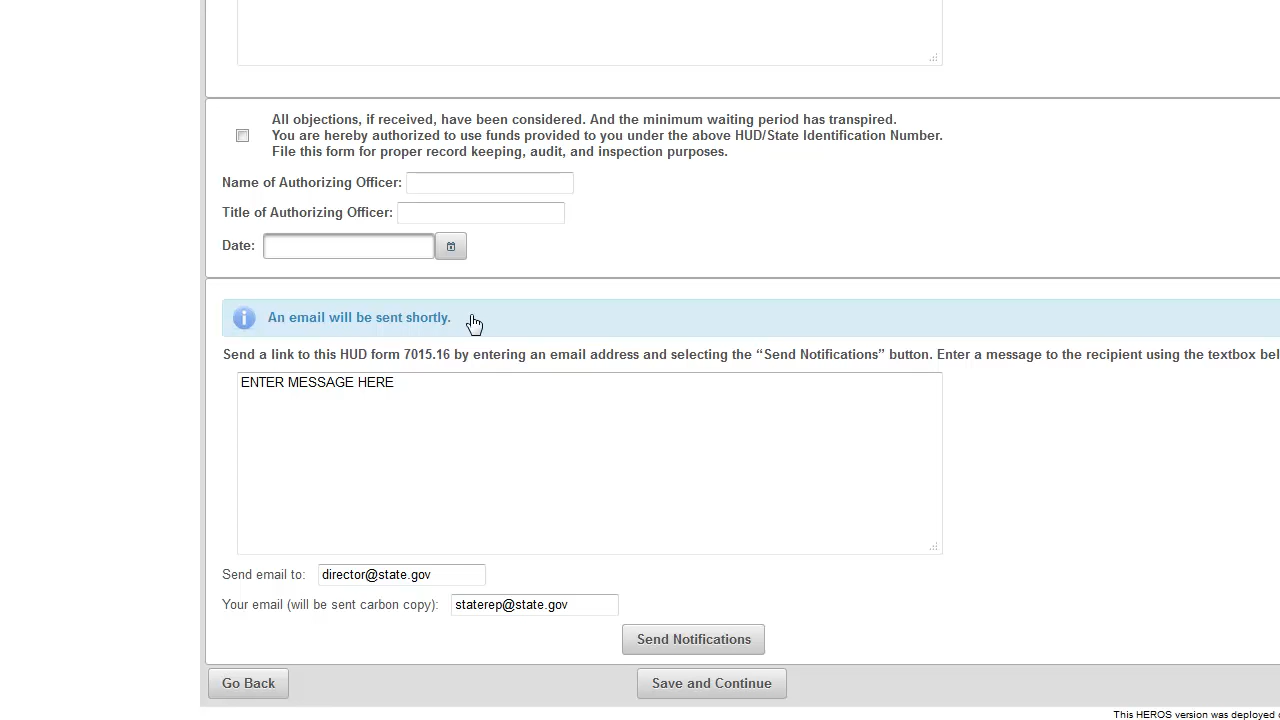 All objections, if received, have been considered. And the minimum waiting period has transpired.
You are hereby authorized to use funds provided to you under the above HUD/State Identification Number.
File this form for proper record keeping, audit, and inspection purposes.
Name of Authorizing Officer:
Title of Authorizing Officer:
Date:
An email will be sent shortly.
Send a link to this HUD form 7015.16 by entering an email address and selecting the “Send Notifications” button. Enter a message to the recipient using the textbox bel
ENTER MESSAGE HERE
Send email to: director@state.gov
Your email (will be sent carbon copy): staterep@state.gov
Send Notifications
Go Back
Save and Continue
This HEROS version was deployed